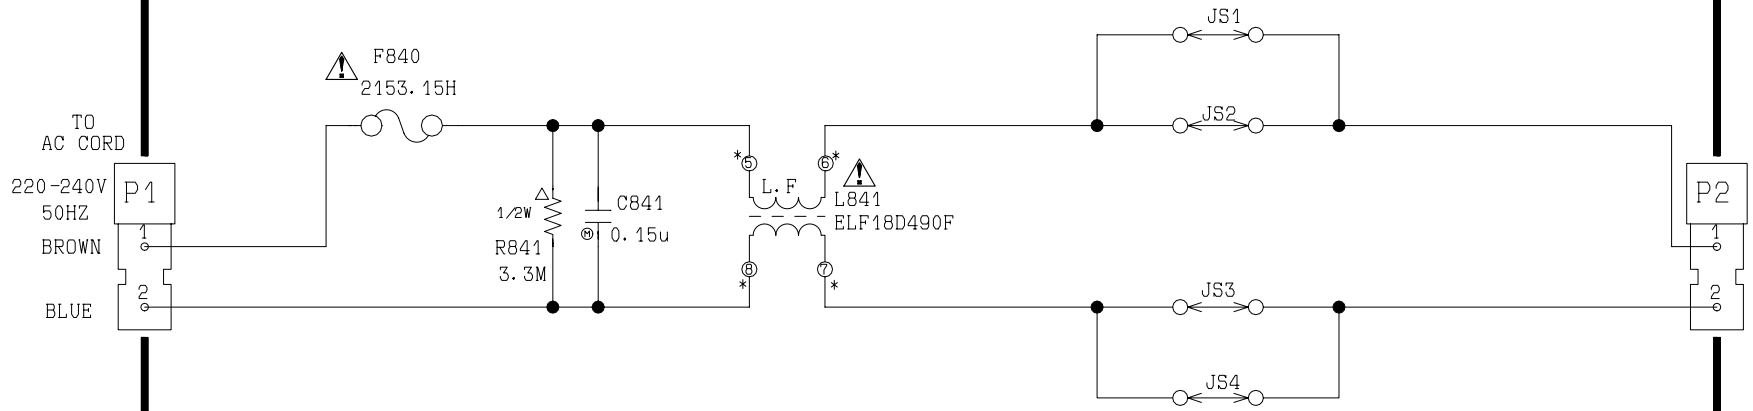 JS1
F840
2153.15H
TO
AC CORD
JS2
* 5
6 *
220-240V
50HZ
P1
L.F
L841
ELF18D490F
1/2W
C841
M 0.15u
R841
3.3M
P2
BROWN
1
1
8
*
7
*
BLUE
2
JS3
2
JS4